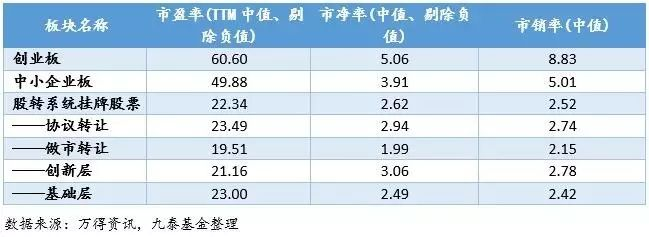 板块名称 市盈率(TTM 中值、剔除负值) 市净率(中值、剔除负值) 市销率(中值)
创业板 60.60 5.06 8.83
中小企业板 49.88 3.91 5.01
股转系统挂牌股票 22.34 2.62 2.52
——协议转让 23.49 2.94 2.74
——做市转让 19.51 1.99 2.15
——创新层 21.16 3.06 2.78
——基础层 23.00 2.49 2.42
数据来源：万得资讯，九泰基金整理